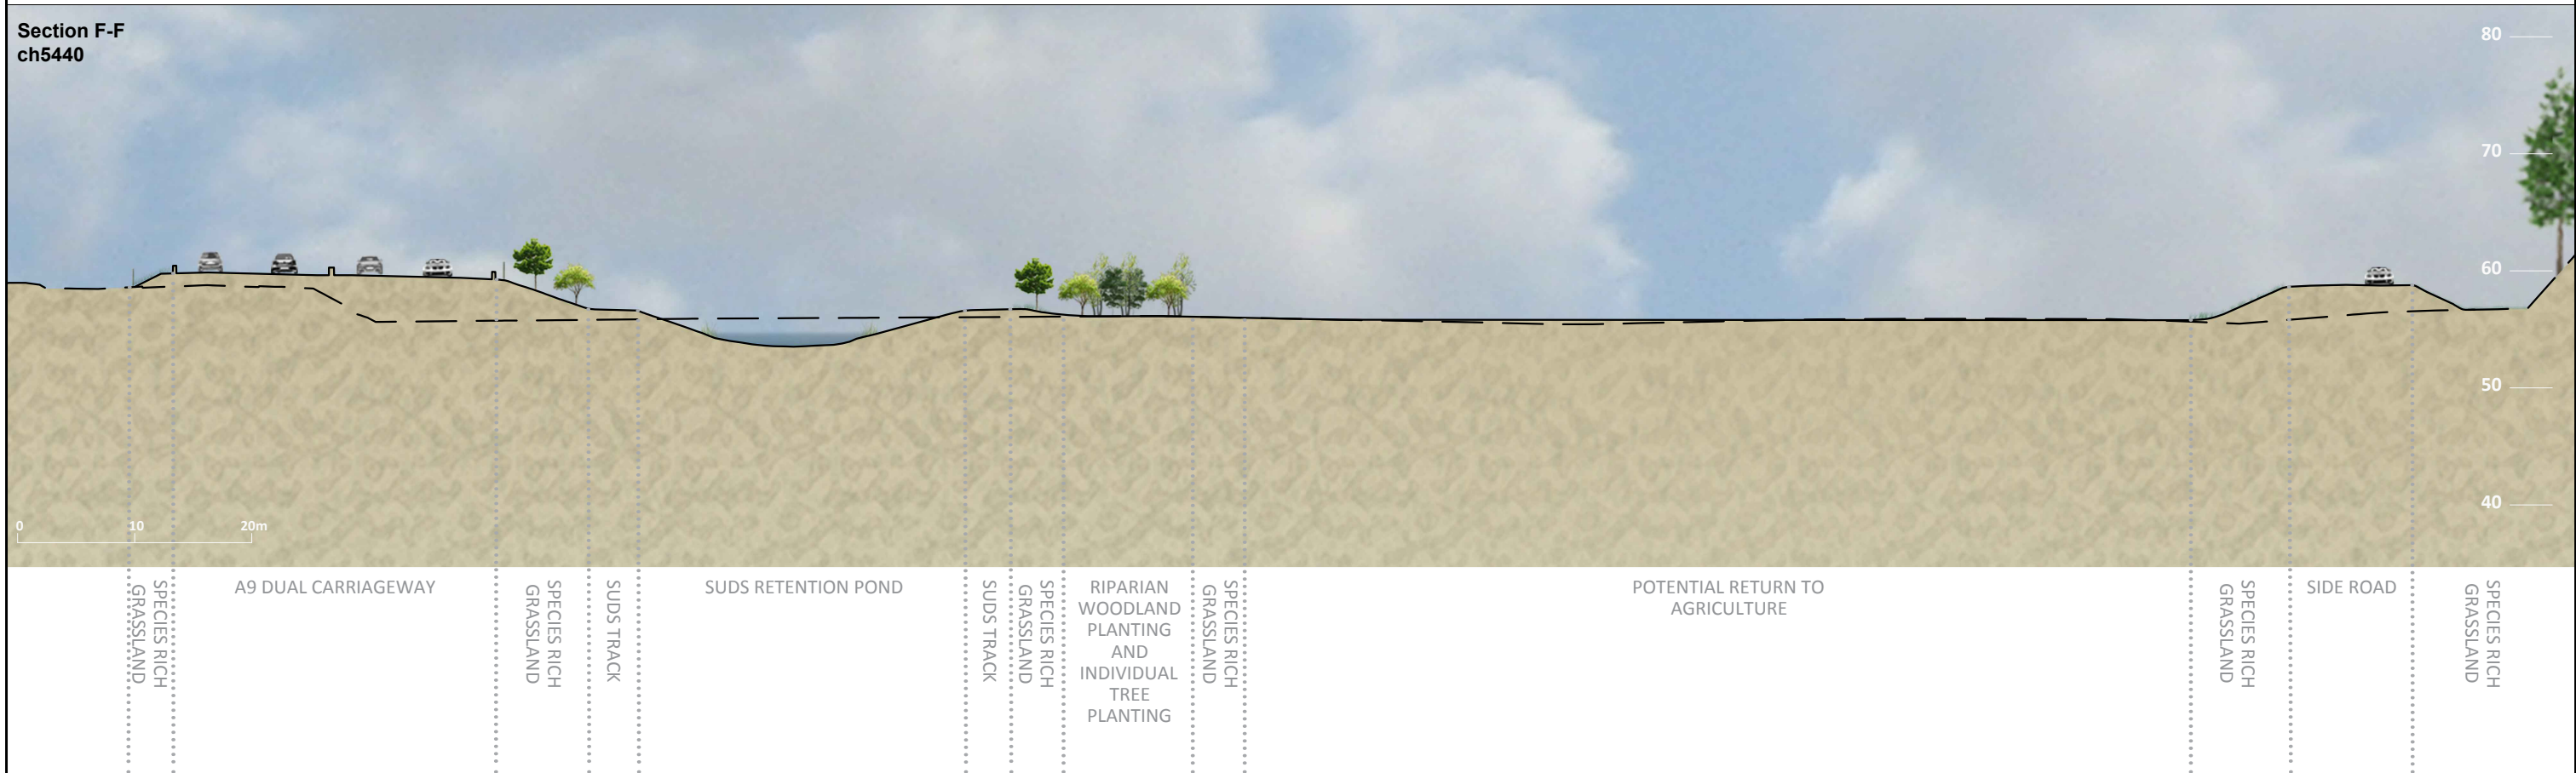 Section F-F
ch5440
80
70
60
50
40
0 10 20m
SPECIES RICH
GRASSLAND
A9 DUAL CARRIAGEWAY
SPECIES RICH
GRASSLAND
SUDS TRACK
SUDS RETENTION POND
SUDS TRACK
SPECIES RICH
GRASSLAND
RIPARIAN
WOODLAND
PLANTING
AND
INDIVIDUAL
TREE
PLANTING
SPECIES RICH
GRASSLAND
POTENTIAL RETURN TO
AGRICULTURE
SPECIES RICH
GRASSLAND
SIDE ROAD
SPECIES RICH
GRASSLAND